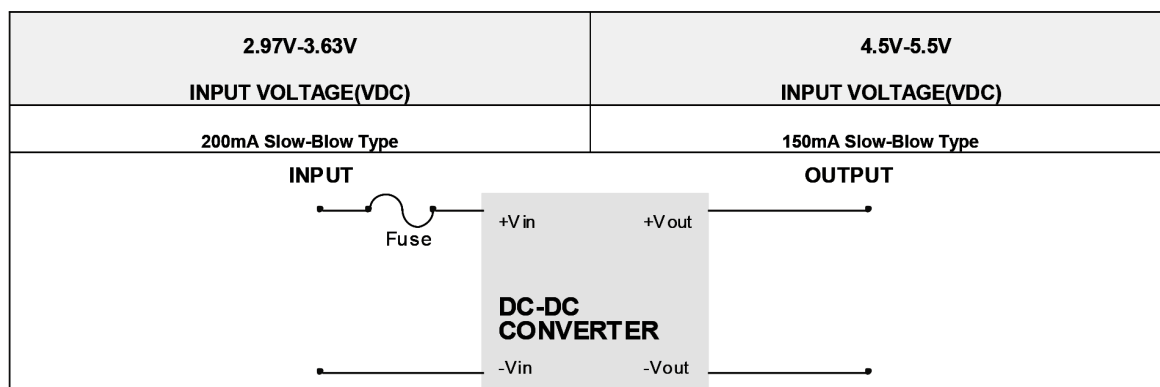 2.97V-3.63V
INPUT VOLTAGE(VDC)
4.5V-5.5V
INPUT VOLTAGE(VDC)
200mA Slow-Blow Type
150mA Slow-Blow Type
INPUT
OUTPUT
+Vin
+Vout
Fuse
DC-DC
CONVERTER
-Vin
-Vout